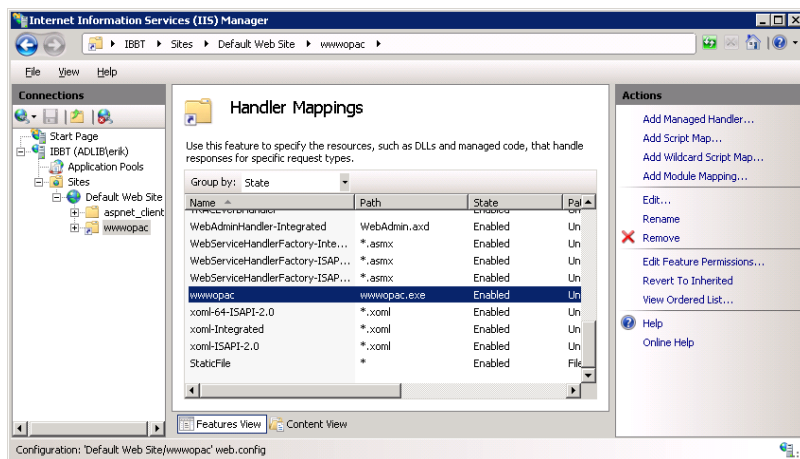 Internet Information Services (IIS) Manager
IBBT Sites Default Web Site wwwopac
File View Help
Connections
Start Page
IBBT (ADLIB\erik)
Application Pools
Sites
Default Web Site
aspnet_client
wwwopac
Handler Mappings
Use this feature to specify the resources, such as DLLs and managed code, that handle
responses for specific request types.
Group by: State
Name Path State Pal
TRACEVerbHandler Enabled Un
WebAdminHandler-Integrated WebAdmin.axd Enabled Un
WebServiceHandlerFactory-Inte... *.asmx Enabled Un
WebServiceHandlerFactory-ISAP... *.asmx Enabled Un
WebServiceHandlerFactory-ISAP... *.asmx Enabled Un
wwwopac wwwopac.exe Enabled Un
xoml-64-ISAPI-2.0 *.xoml Enabled Un
xoml-Integrated *.xoml Enabled Un
xoml-ISAPI-2.0 *.xoml Enabled Un
StaticFile * Enabled File
Features View Content View
Actions
Add Managed Handler...
Add Script Map...
Add Wildcard Script Map...
Add Module Mapping...
Edit...
Rename
Remove
Edit Feature Permissions...
Revert To Inherited
View Ordered List...
Help
Online Help
Configuration: 'Default Web Site/wwwopac' web.config